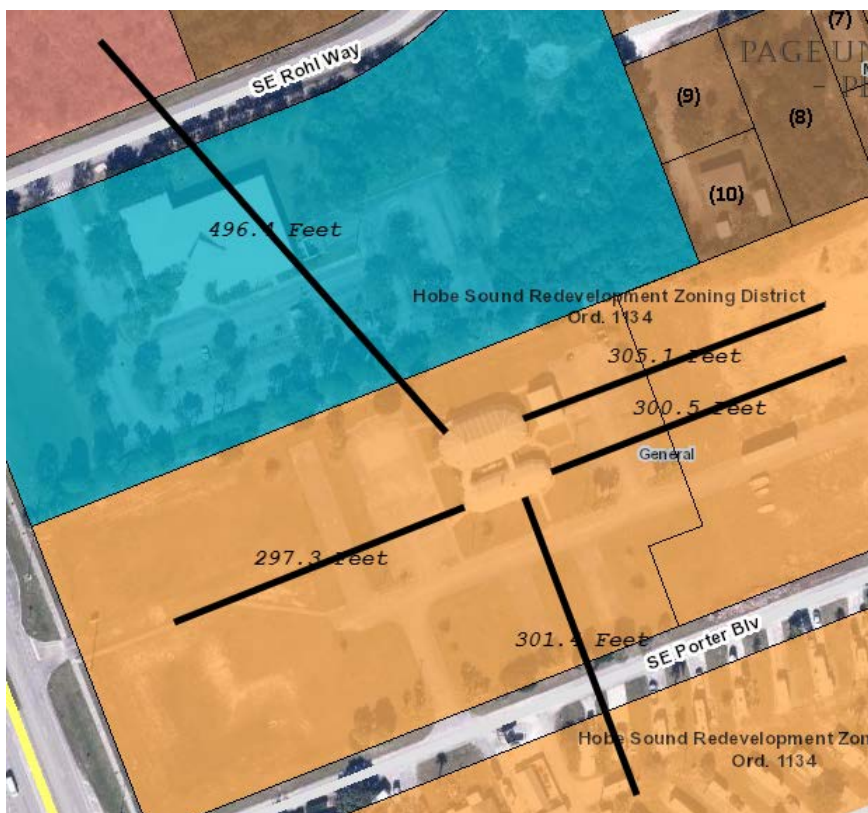 (7)
SE Rohl Way
PAGE UN
(9)
(8)
(10)
496.4 Feet
Hobe Sound Redevelopment Zoning District
Ord. 1134
305.1 Feet
300.5 Feet
General
297.3 Feet
301.4 Feet
SE Porter Blv
Hobe Sound Redevelopment Zon
Ord. 1134